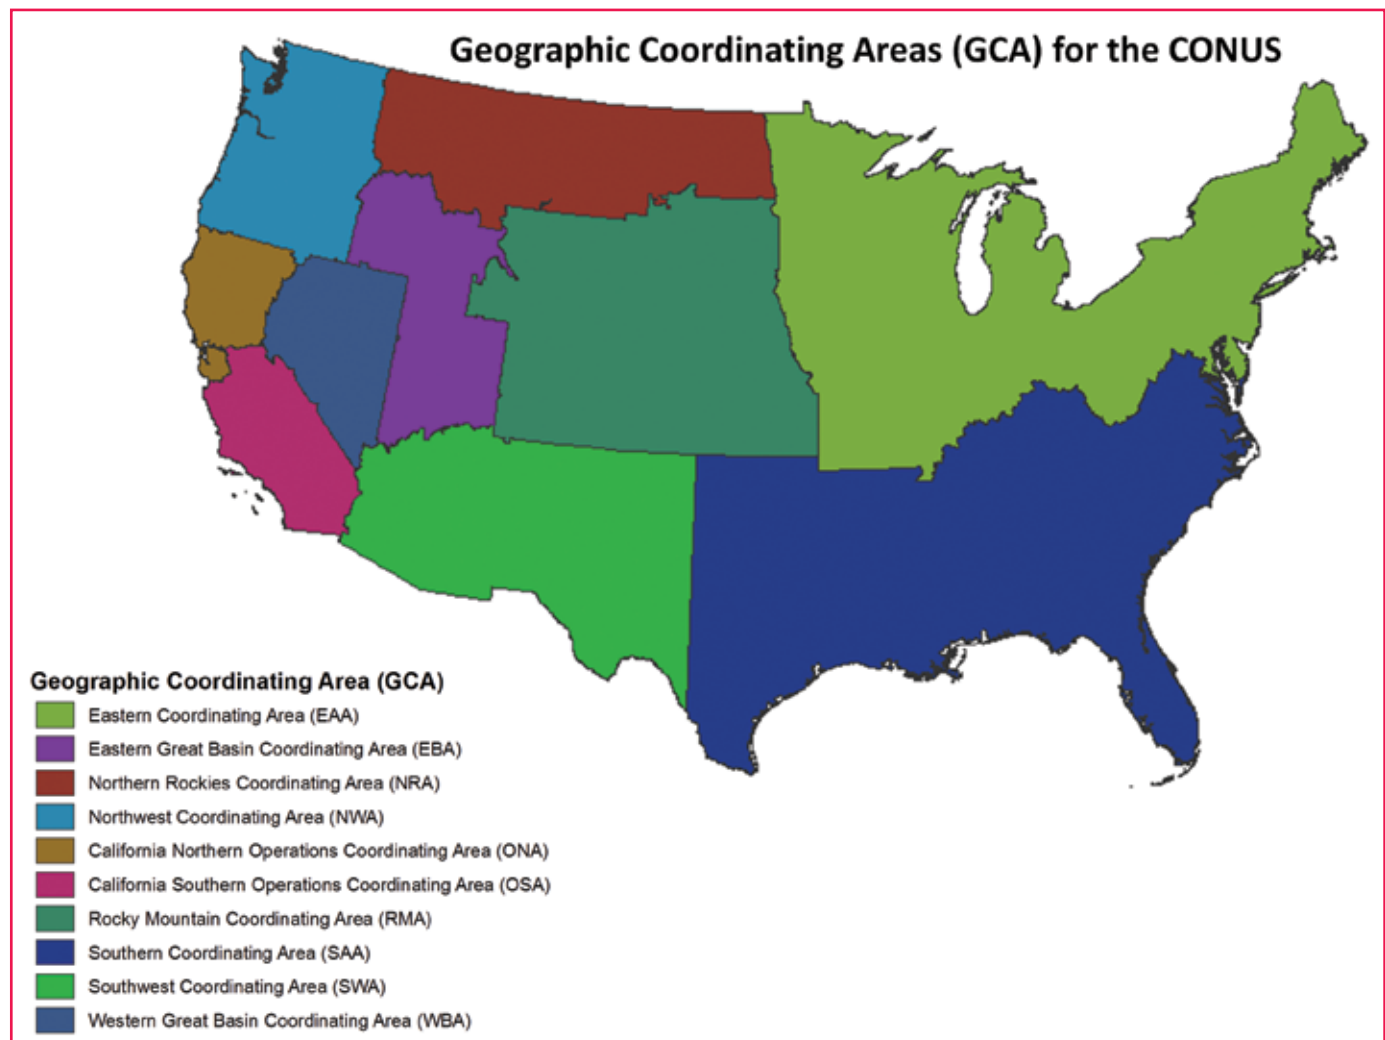 Geographic Coordinating Areas (GCA) for the CONUS
Geographic Coordinating Area (GCA)
Eastern Coordinating Area (EAA)
Eastern Great Basin Coordinating Area (EBA)
Northern Rockies Coordinating Area (NRA)
Northwest Coordinating Area (NWA)
California Northern Operations Coordinating Area (ONA)
California Southern Operations Coordinating Area (OSA)
Rocky Mountain Coordinating Area (RMA)
Southern Coordinating Area (SAA)
Southwest Coordinating Area (SWA)
Western Great Basin Coordinating Area (WBA)